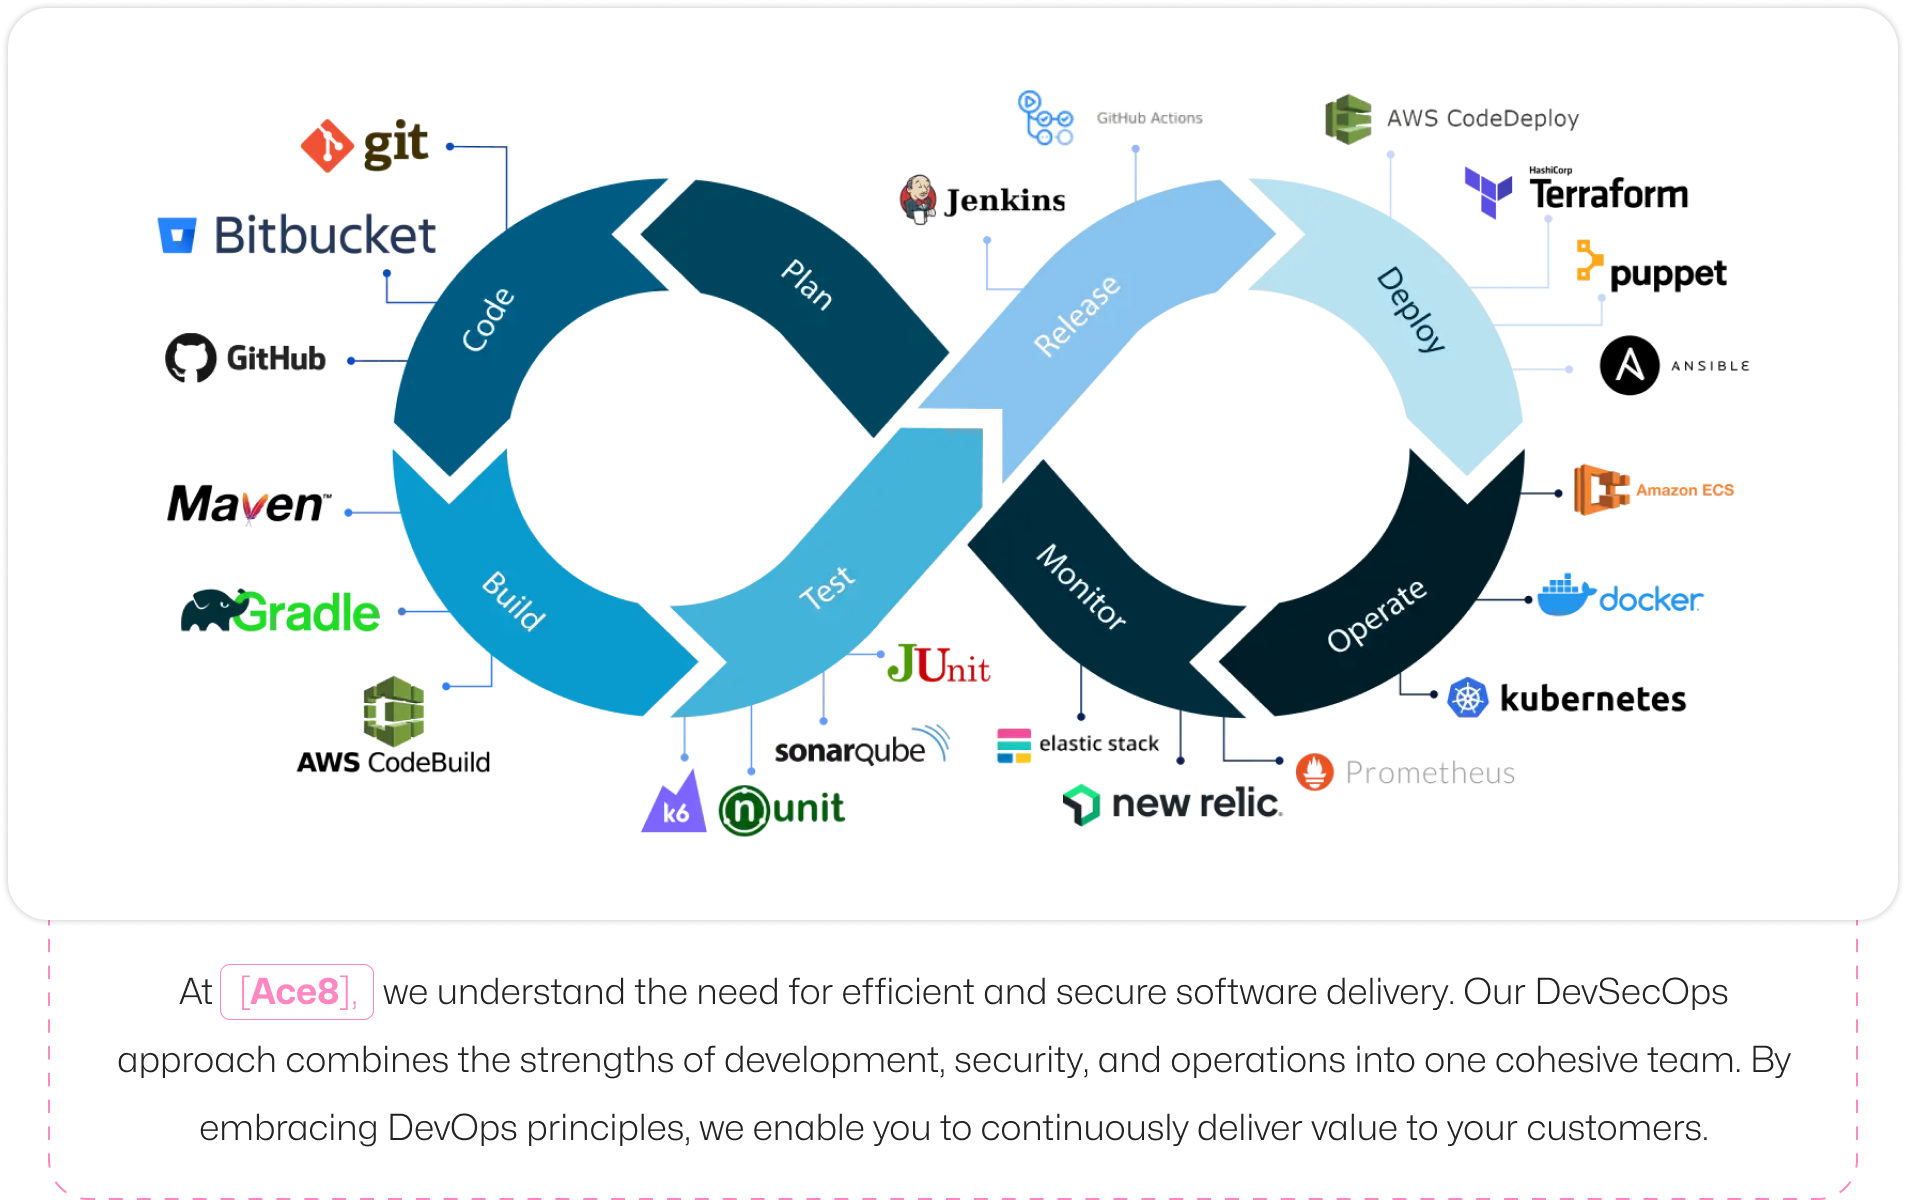 git
Bitbucket
GitHub
Maven™
Gradle
AWS CodeBuild
Code
Plan
Build
Test
Release
Deploy
Operate
Monitor
Jenkins
GitHub Actions
AWS CodeDeploy
HashiCorp
Terraform
puppet
ANSIBLE
Amazon ECS
docker
kubernetes
Prometheus
new relic
elastic stack
JUnit
sonarqube
nunit
k6
At [Ace8], we understand the need for efficient and secure software delivery. Our DevSecOps
approach combines the strengths of development, security, and operations into one cohesive team. By
embracing DevOps principles, we enable you to continuously deliver value to your customers.